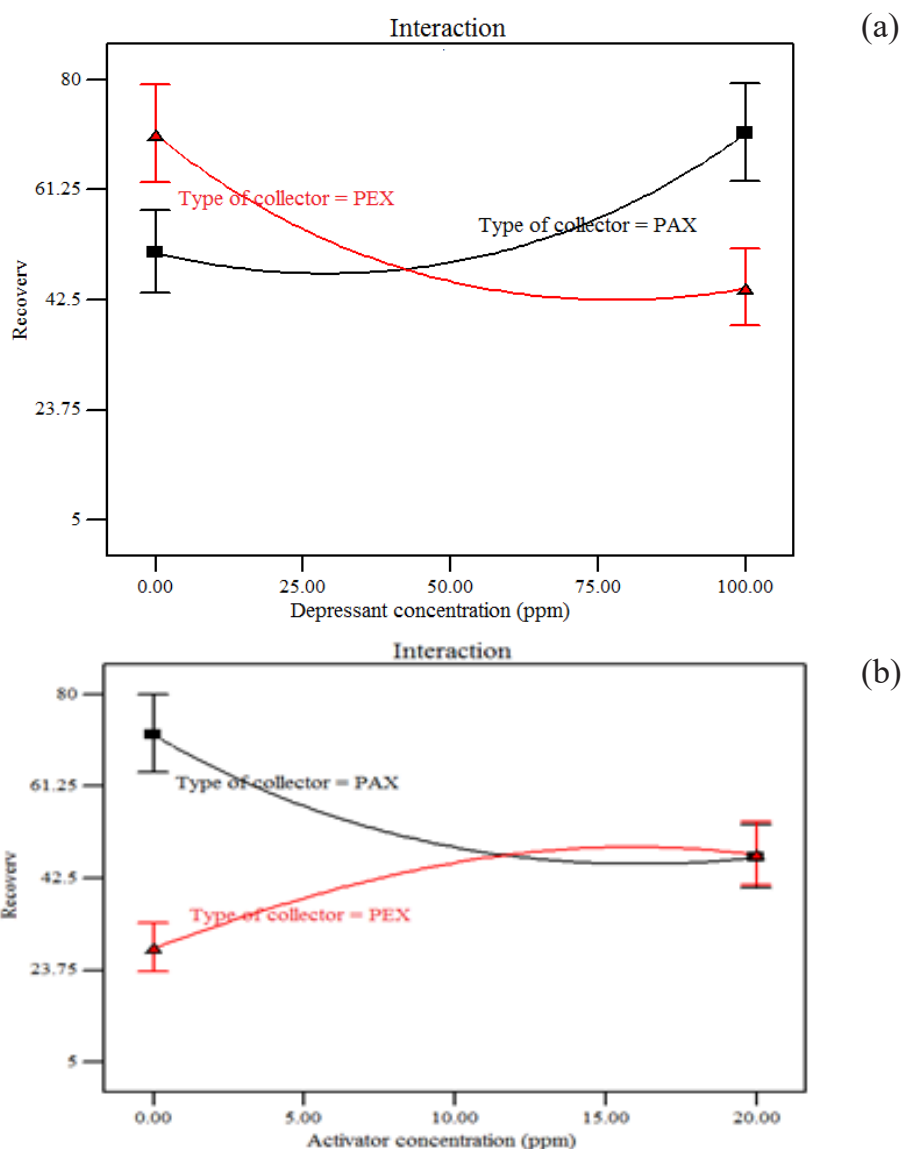 Interaction
(a)
80
61.25
42.5
23.75
5
Recovery
Type of collector = PEX
Type of collector = PAX
0.00 25.00 50.00 75.00 100.00
Depressant concentration (ppm)
Interaction
(b)
80
61.25
42.5
23.75
5
Recovery
Type of collector = PAX
Type of collector = PEX
0.00 5.00 10.00 15.00 20.00
Activator concentration (ppm)